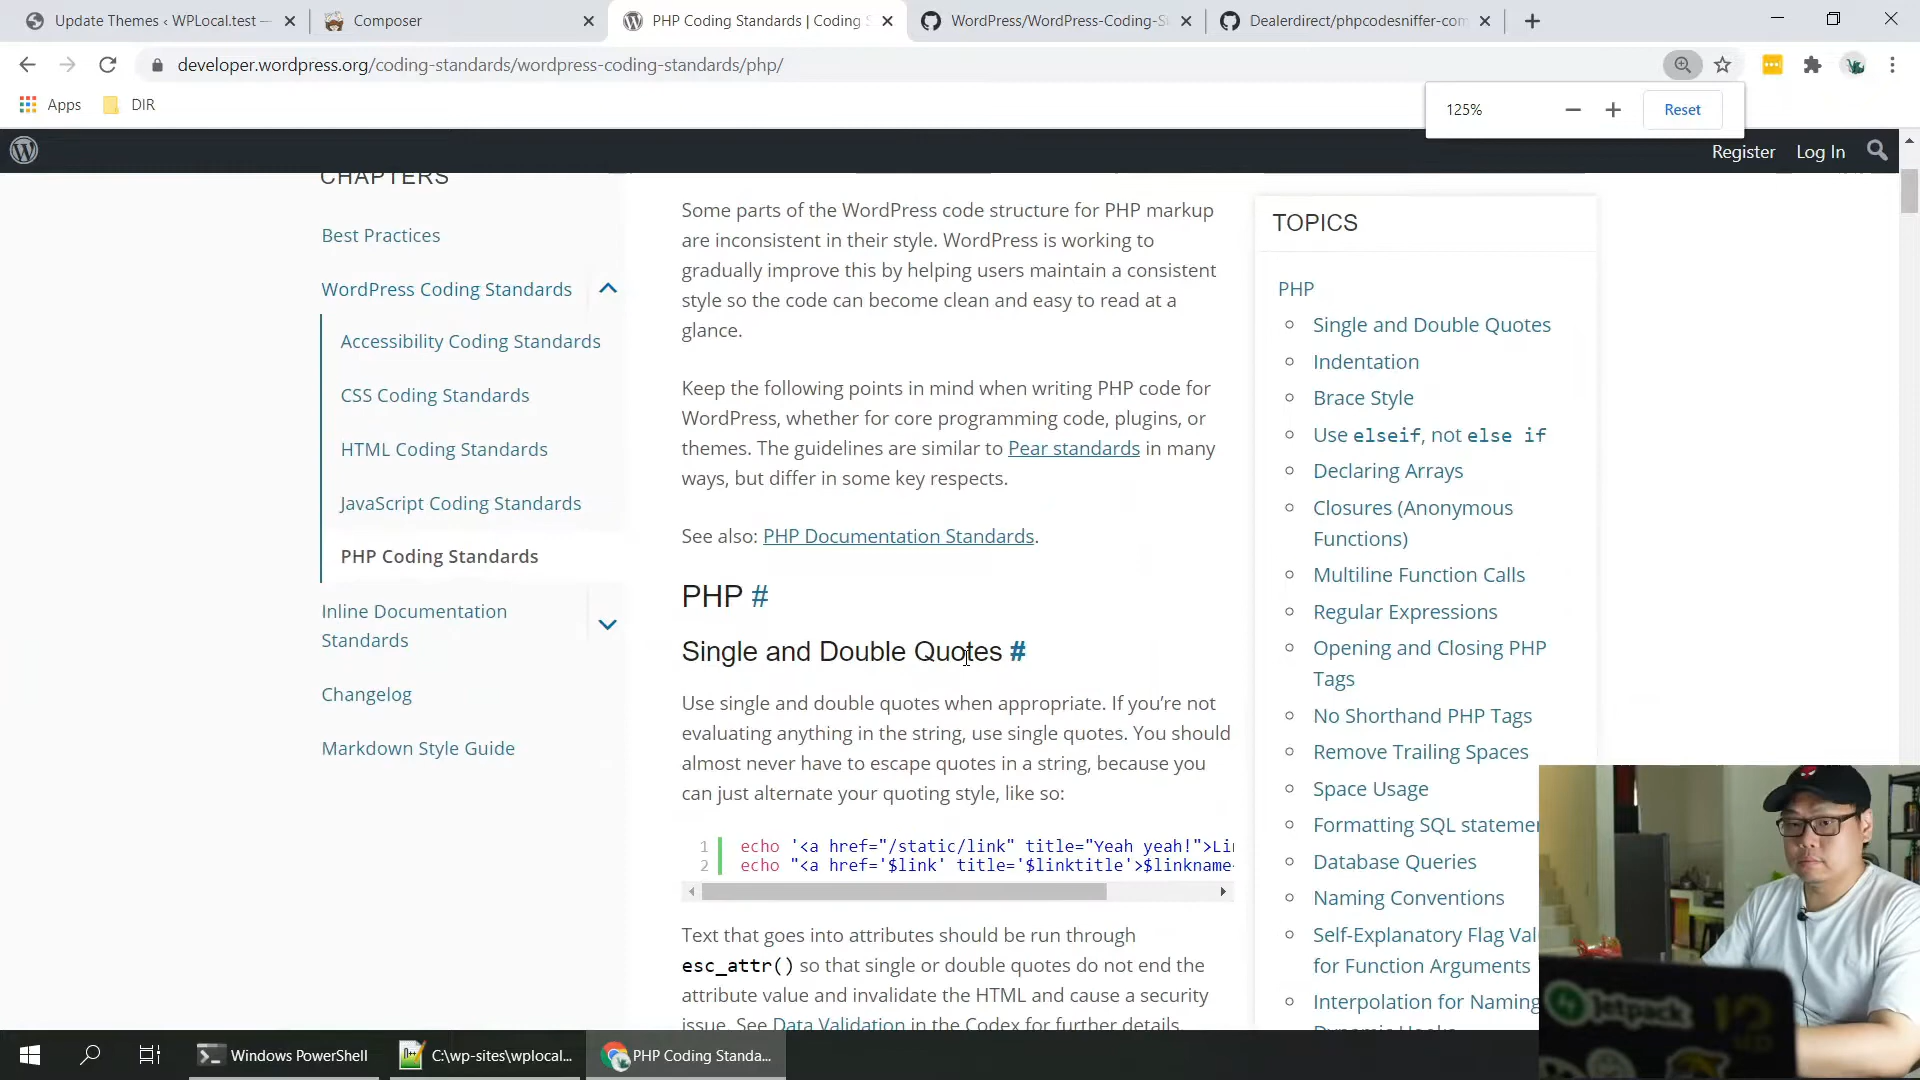 Update Themes ‹ WPLocal.test —
Composer
PHP Coding Standards | Coding S
WordPress/WordPress-Coding-S
Dealerdirect/phpcodesniffer-com
developer.wordpress.org/coding-standards/wordpress-coding-standards/php/
Apps
DIR
125%
Reset
Register
Log In
CHAPTERS
Best Practices
WordPress Coding Standards
Accessibility Coding Standards
CSS Coding Standards
HTML Coding Standards
JavaScript Coding Standards
PHP Coding Standards
Inline Documentation
Standards
Changelog
Markdown Style Guide
Some parts of the WordPress code structure for PHP markup
are inconsistent in their style. WordPress is working to
gradually improve this by helping users maintain a consistent
style so the code can become clean and easy to read at a
glance.
Keep the following points in mind when writing PHP code for
WordPress, whether for core programming code, plugins, or
themes. The guidelines are similar to Pear standards in many
ways, but differ in some key respects.
See also: PHP Documentation Standards.
PHP #
Single and Double Quotes #
Use single and double quotes when appropriate. If you’re not
evaluating anything in the string, use single quotes. You should
almost never have to escape quotes in a string, because you
can just alternate your quoting style, like so:
1 echo '<a href="/static/link" title="Yeah yeah!">Lin
2 echo "<a href='$link' title='$linktitle'>$linkname<
Text that goes into attributes should be run through
esc_attr() so that single or double quotes do not end the
attribute value and invalidate the HTML and cause a security
issue. See Data Validation in the Codex for further details.
TOPICS
PHP
Single and Double Quotes
Indentation
Brace Style
Use elseif, not else if
Declaring Arrays
Closures (Anonymous
Functions)
Multiline Function Calls
Regular Expressions
Opening and Closing PHP
Tags
No Shorthand PHP Tags
Remove Trailing Spaces
Space Usage
Formatting SQL statemen
Database Queries
Naming Conventions
Self-Explanatory Flag Val
for Function Arguments
Interpolation for Naming
Dynamic Hooks
Jetpack
Windows PowerShell
C:\wp-sites\wplocal...
PHP Coding Standa...